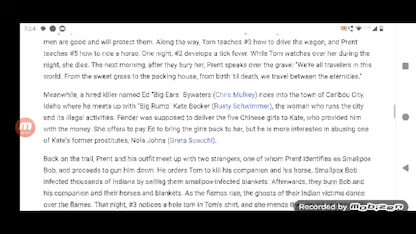 7:54
men are good and will protect them. Along the way, Tom teaches #3 how to drive the wagon, and Prent
teaches #5 how to ride a horse. One night, #2 develops a tick fever. While Tom watches over her during the
night, she dies. The next morning, after they bury her, Prent speaks over the grave: "We're all travelers in this
world. From the sweet grass to the packing house, from birth 'til death, we travel between the eternities."
Meanwhile, a hired killer named Ed "Big Ears' Bywaters (Chris Mulkey) rides into the town of Caribou City,
Idaho where he meets up with "Big Rump" Kate Becker (Rusty Schwimmer), the woman who runs the city
and its illegal activities. Fender was supposed to deliver the five Chinese girls to Kate, who provided him
with the money. She offers to pay Ed to bring the girls back to her, but he is more interested in abusing one
of Kate's former prostitutes, Nola Johns (Greta Scacchi).
Back on the trail, Prent and his outfit meet up with two strangers, one of whom Prent identifies as Smallpox
Bob, and proceeds to gun him down. He orders Tom to kill his companion and his horse. Smallpox Bob
infected thousands of Indians by selling them smallpox-infected blankets. Afterwards, they burn Bob and
his companion and their horses and blankets. As the flames rise, the ghosts of their Indian victims dance
over the flames. That night, #3 notices a hole in Tom's shirt, and she mends th
Recorded by MOBIZEN